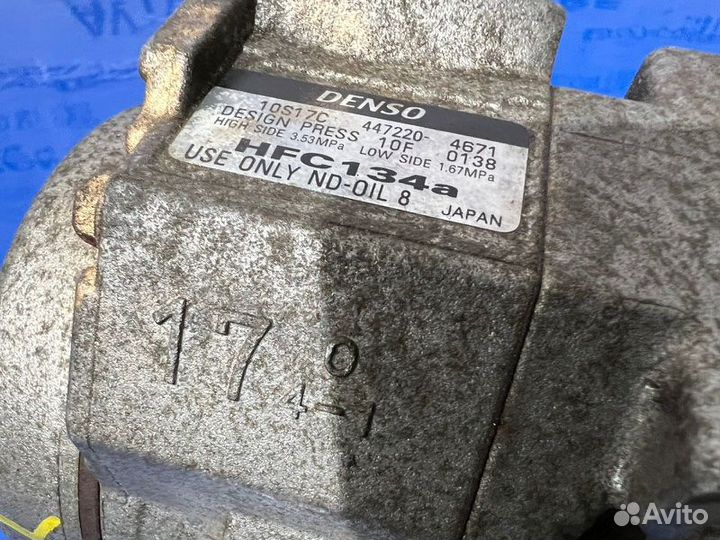 DENSO
10S17C 447220- 4671
DESIGN PRESS 10F 0138
HIGH SIDE 3.53MPa LOW SIDE 1.67MPa
HFC134a
USE ONLY ND-OIL 8 JAPAN
17 0
4-1
Avito